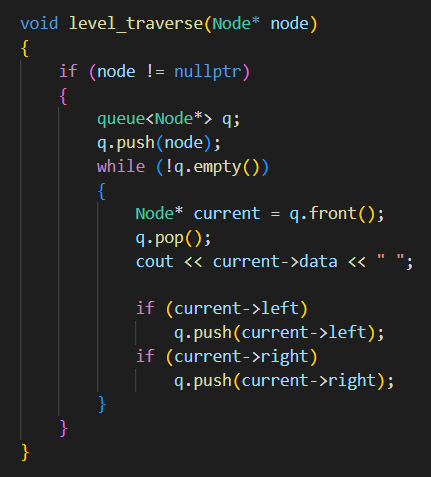 void level_traverse(Node* node)
{
    if (node != nullptr)
    {
        queue<Node*> q;
        q.push(node);
        while (!q.empty())
        {
            Node* current = q.front();
            q.pop();
            cout << current->data << " ";

            if (current->left)
                q.push(current->left);
            if (current->right)
                q.push(current->right);
        }
    }
}